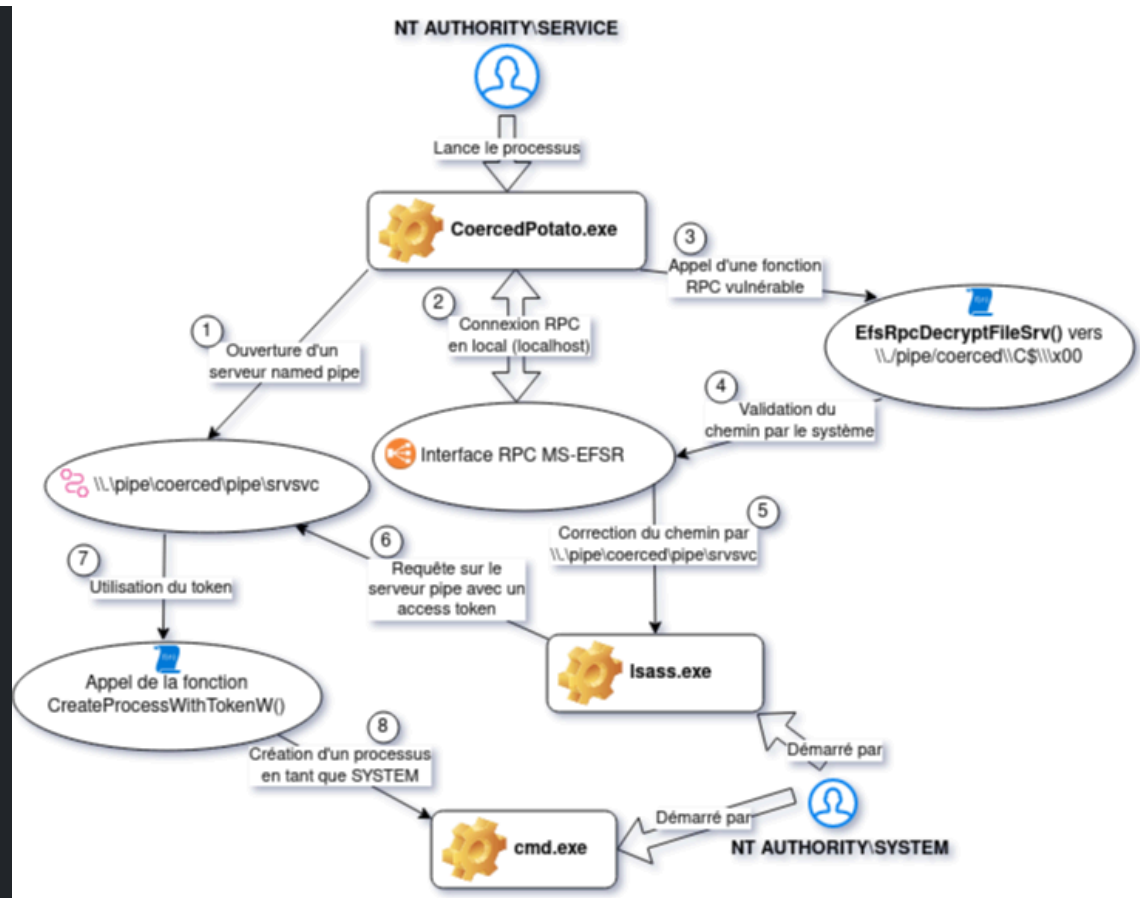 NT AUTHORITY\SERVICE
Lance le processus
CoercedPotato.exe
3
Appel d'une fonction
RPC vulnérable
2
Connexion RPC
en local (localhost)
1
Ouverture d'un
serveur named pipe
EfsRpcDecryptFileSrv() vers
\\./pipe/coerced\\C$\\\x00
4
Validation du
chemin par le système
Interface RPC MS-EFSR
\\.\pipe\coerced\pipe\srvsvc
5
Correction du chemin par
\\.\pipe\coerced\pipe\srvsvc
6
Requête sur le
serveur pipe avec un
access token
7
Utilisation du token
lsass.exe
Appel de la fonction
CreateProcessWithTokenW()
8
Création d'un processus
en tant que SYSTEM
Démarré par
Démarré par
cmd.exe
NT AUTHORITY\SYSTEM